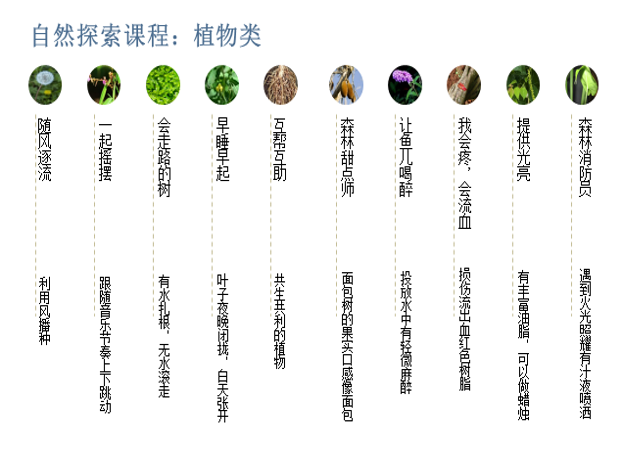 自然探索课程：植物类
随风逐流
一起摇摆
会走路的树
早睡早起
互帮互助
森林甜点师
让鱼儿喝醉
我会疼，会流血
提供光亮
森林消防员
利用风播种
跟随音乐节奏上下跳动
有水扎根，无水滚走
叶子夜晚闭拢，白天张开
共生共利的植物
面包树的果实口感像面包
投放水中有轻微麻醉
损伤流出血红色树脂
有丰富油脂，可以做蜡烛
遇到火光照耀有汁液喷洒